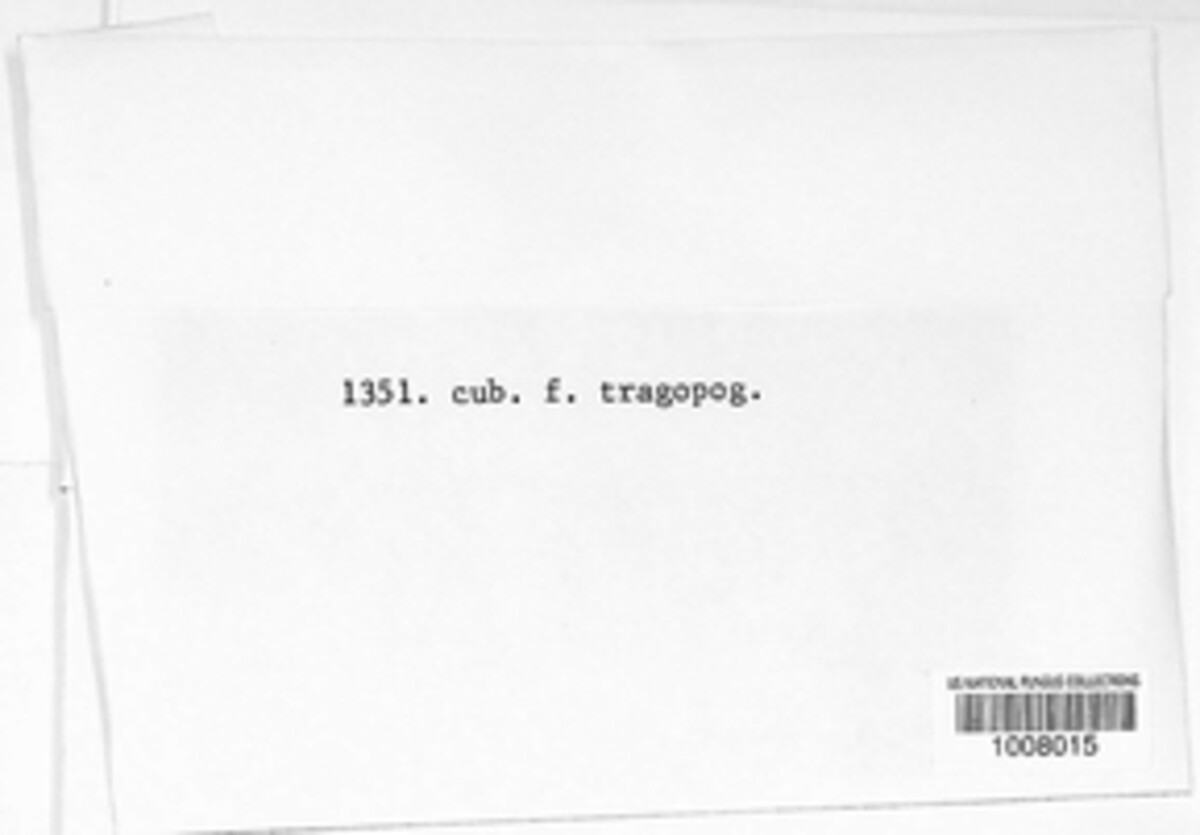 1351. cub. f. tragopog.
US NATIONAL FUNGUS COLLECTIONS
1008015